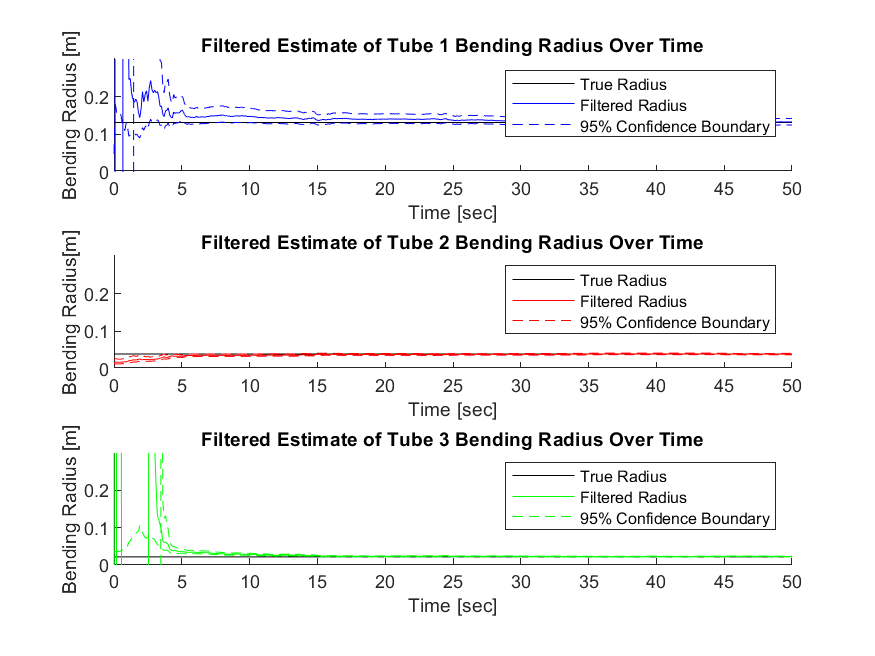 Filtered Estimate of Tube 1 Bending Radius Over Time
Bending Radius [m]
0.2
0.1
0
True Radius
Filtered Radius
95% Confidence Boundary
0 5 10 15 20 25 30 35 40 45 50
Time [sec]
Filtered Estimate of Tube 2 Bending Radius Over Time
Bending Radius[m]
0.2
0.1
0
True Radius
Filtered Radius
95% Confidence Boundary
0 5 10 15 20 25 30 35 40 45 50
Time [sec]
Filtered Estimate of Tube 3 Bending Radius Over Time
Bending Radius [m]
0.2
0.1
0
True Radius
Filtered Radius
95% Confidence Boundary
0 5 10 15 20 25 30 35 40 45 50
Time [sec]